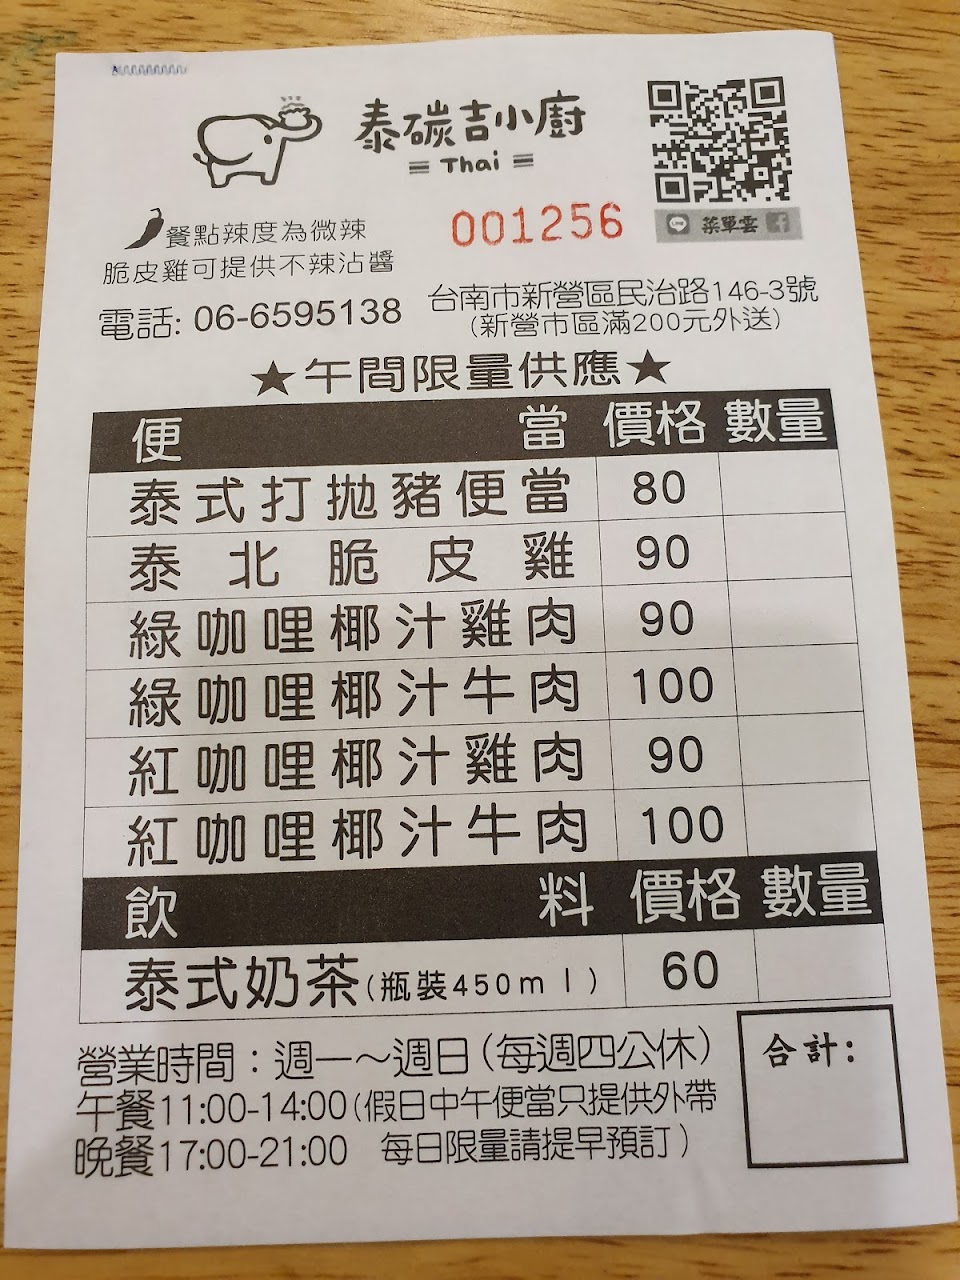 泰碳吉小廚
Thai
001256
LINE 菜單雲 f
餐點辣度為微辣
脆皮雞可提供不辣沾醬
電話: 06-6595138
台南市新營區民治路146-3號
(新營市區滿200元外送)
★午間限量供應★
便當 價格 數量
泰式打拋豬便當 80
泰北脆皮雞 90
綠咖哩椰汁雞肉 90
綠咖哩椰汁牛肉 100
紅咖哩椰汁雞肉 90
紅咖哩椰汁牛肉 100
飲料 價格 數量
泰式奶茶(瓶裝450ml) 60
營業時間：週一～週日(每週四公休)
午餐11:00-14:00(假日中午便當只提供外帶
晚餐17:00-21:00 每日限量請提早預訂)
合計: